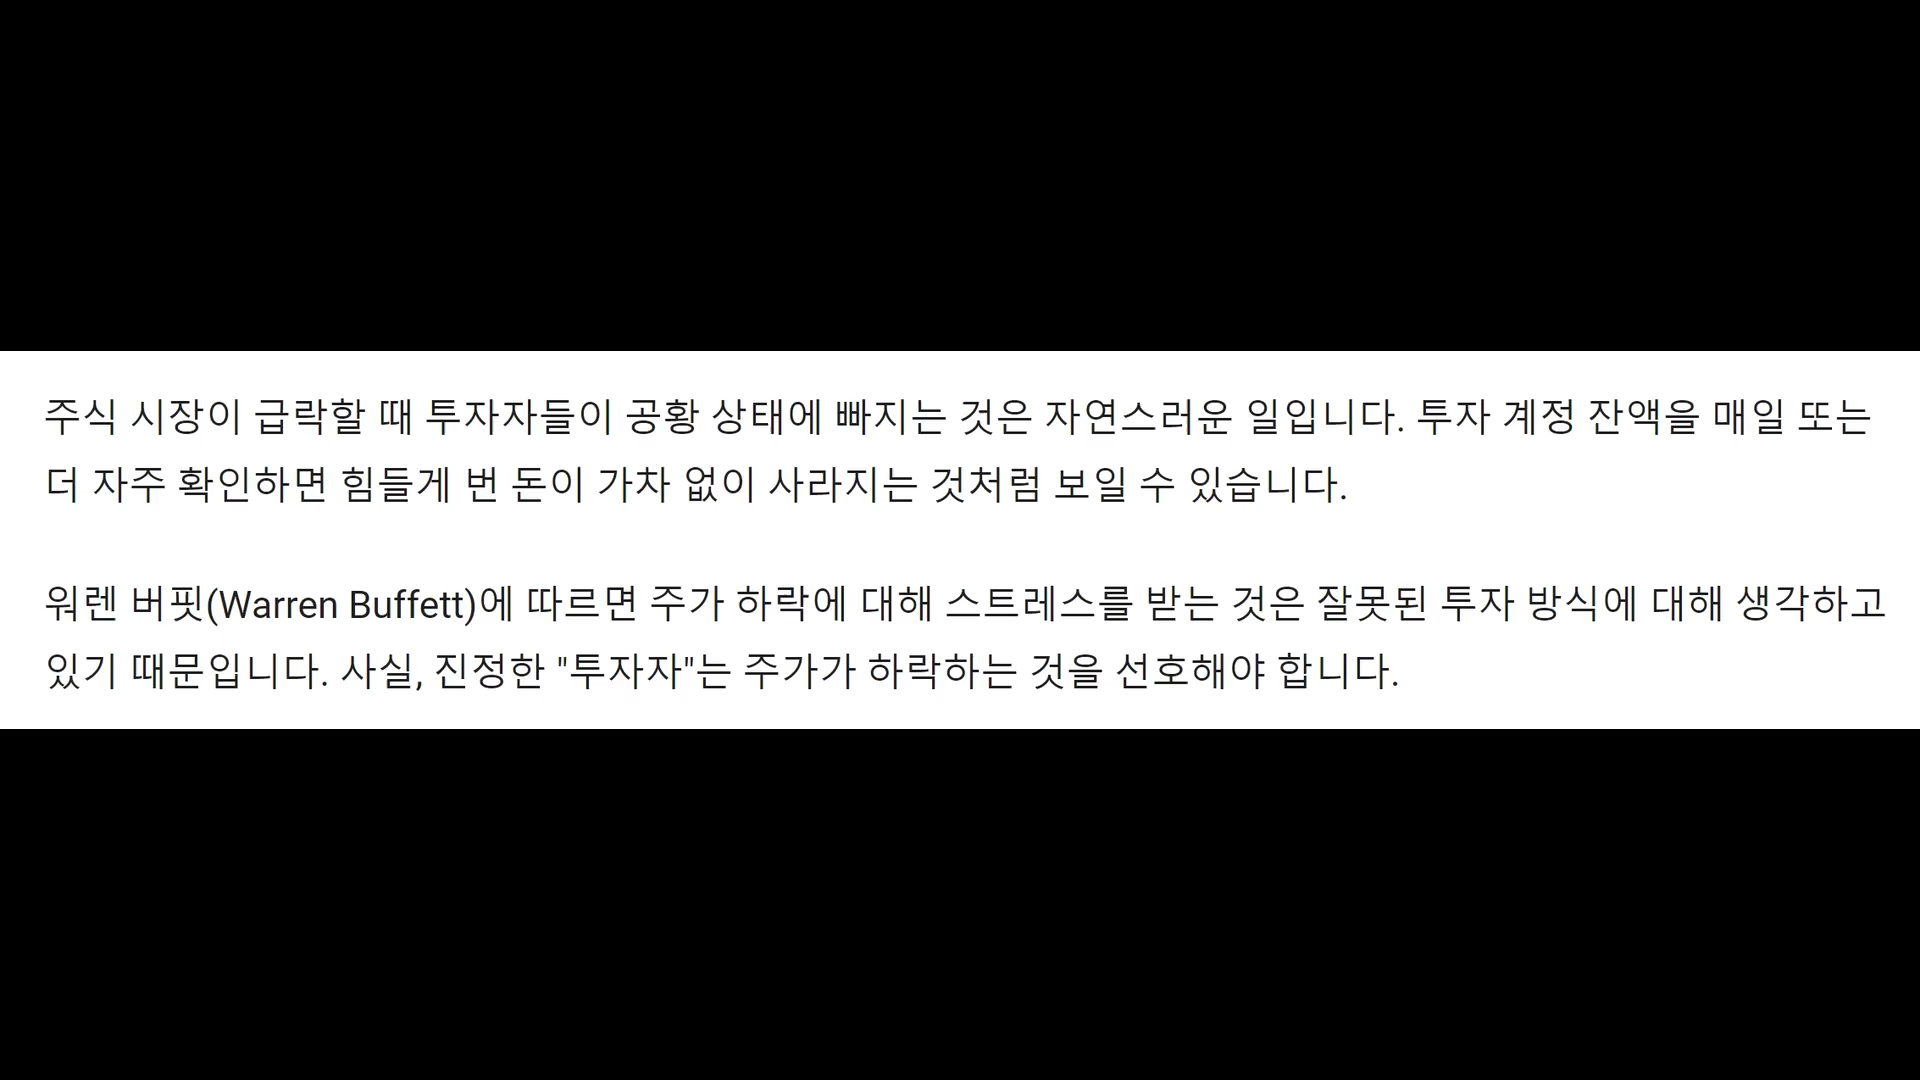 주식 시장이 급락할 때 투자자들이 공황 상태에 빠지는 것은 자연스러운 일입니다. 투자 계정 잔액을 매일 또는
더 자주 확인하면 힘들게 번 돈이 가차 없이 사라지는 것처럼 보일 수 있습니다.
워렌 버핏(Warren Buffett)에 따르면 주가 하락에 대해 스트레스를 받는 것은 잘못된 투자 방식에 대해 생각하고
있기 때문입니다. 사실, 진정한 "투자자"는 주가가 하락하는 것을 선호해야 합니다.